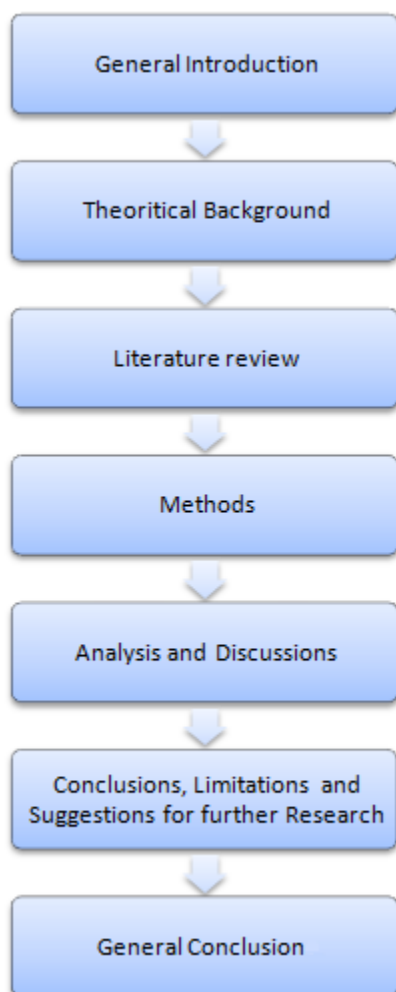 General Introduction
Theoritical Background
Literature review
Methods
Analysis and Discussions
Conclusions, Limitations and
Suggestions for further Research
General Conclusion